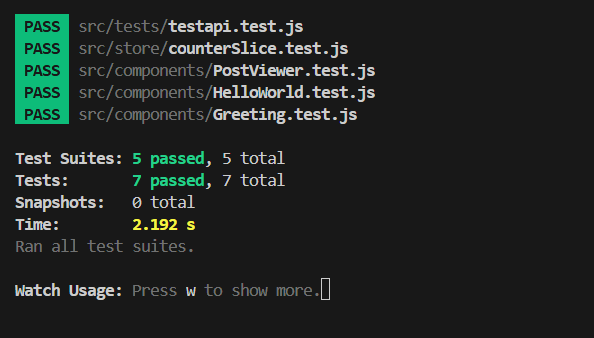 PASS src/tests/testapi.test.js
PASS src/store/counterSlice.test.js
PASS src/components/PostViewer.test.js
PASS src/components/HelloWorld.test.js
PASS src/components/Greeting.test.js
Test Suites: 5 passed, 5 total
Tests: 7 passed, 7 total
Snapshots: 0 total
Time: 2.192 s
Ran all test suites.
Watch Usage: Press w to show more.